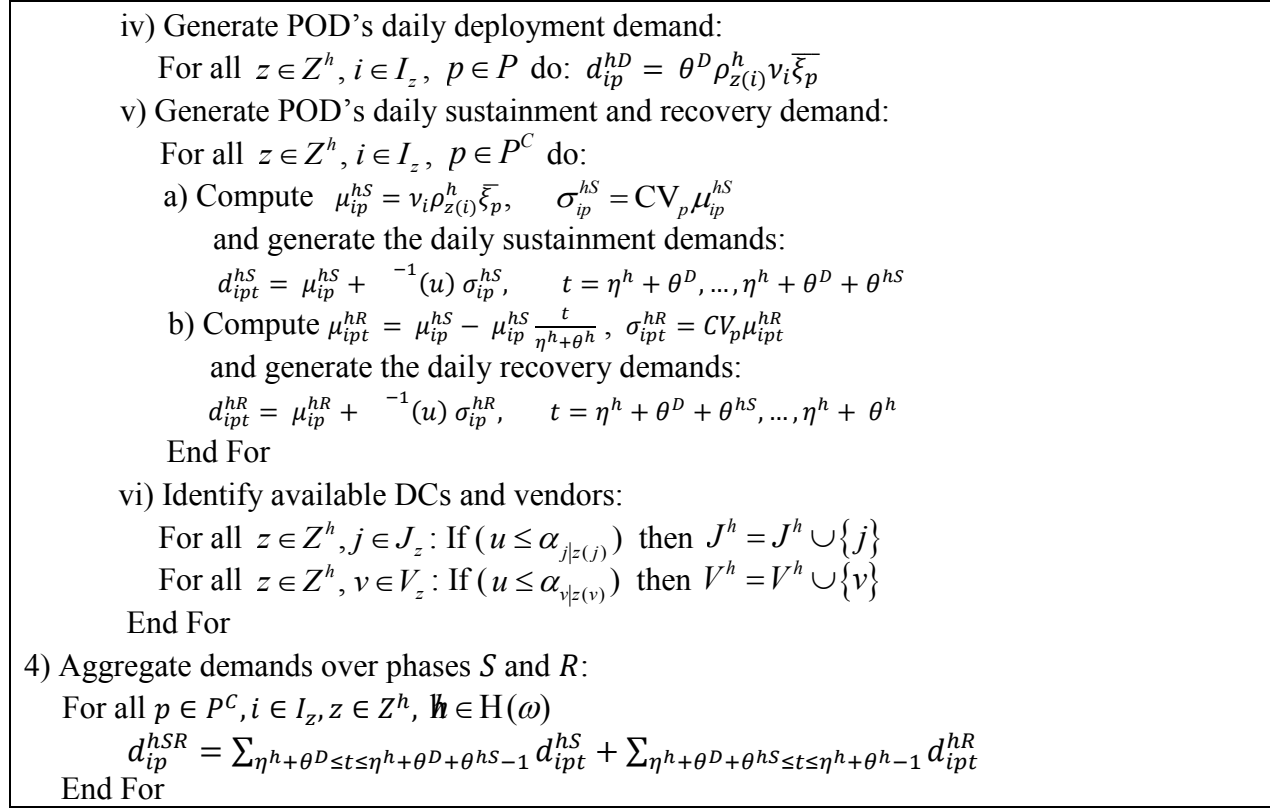 iv) Generate POD's daily deployment demand:
For all z ∈ Z^h, i ∈ I_z, p ∈ P do: d_{ip}^{hD} = θ^D ρ_{z(i)}^h ν_i \overline{ξ_p}
v) Generate POD's daily sustainment and recovery demand:
For all z ∈ Z^h, i ∈ I_z, p ∈ P^C do:
a) Compute μ_{ip}^{hS} = ν_i ρ_{z(i)}^h \overline{ξ}_p, σ_{ip}^{hS} = CV_p μ_{ip}^{hS}
and generate the daily sustainment demands:
d_{ipt}^{hS} = μ_{ip}^{hS} + ^{-1}(u) σ_{ip}^{hS}, t = η^h + θ^D, …, η^h + θ^D + θ^{hS}
b) Compute μ_{ipt}^{hR} = μ_{ip}^{hS} − μ_{ip}^{hS} \frac{t}{η^h+θ^h} , σ_{ipt}^{hR} = CV_p μ_{ipt}^{hR}
and generate the daily recovery demands:
d_{ipt}^{hR} = μ_{ip}^{hR} + ^{-1}(u) σ_{ip}^{hR}, t = η^h + θ^D + θ^{hS}, …, η^h + θ^h
End For
vi) Identify available DCs and vendors:
For all z ∈ Z^h, j ∈ J_z : If ( u ≤ α_{j|z(j)} ) then J^h = J^h ∪ {j}
For all z ∈ Z^h, v ∈ V_z : If ( u ≤ α_{v|z(v)} ) then V^h = V^h ∪ {v}
End For
4) Aggregate demands over phases S and R:
For all p ∈ P^C, i ∈ I_z, z ∈ Z^h, h ∈ H(ω)
d_{ip}^{hSR} = ∑_{η^h+θ^D≤t≤η^h+θ^D+θ^{hS}−1} d_{ipt}^{hS} + ∑_{η^h+θ^D+θ^{hS}≤t≤η^h+θ^h−1} d_{ipt}^{hR}
End For